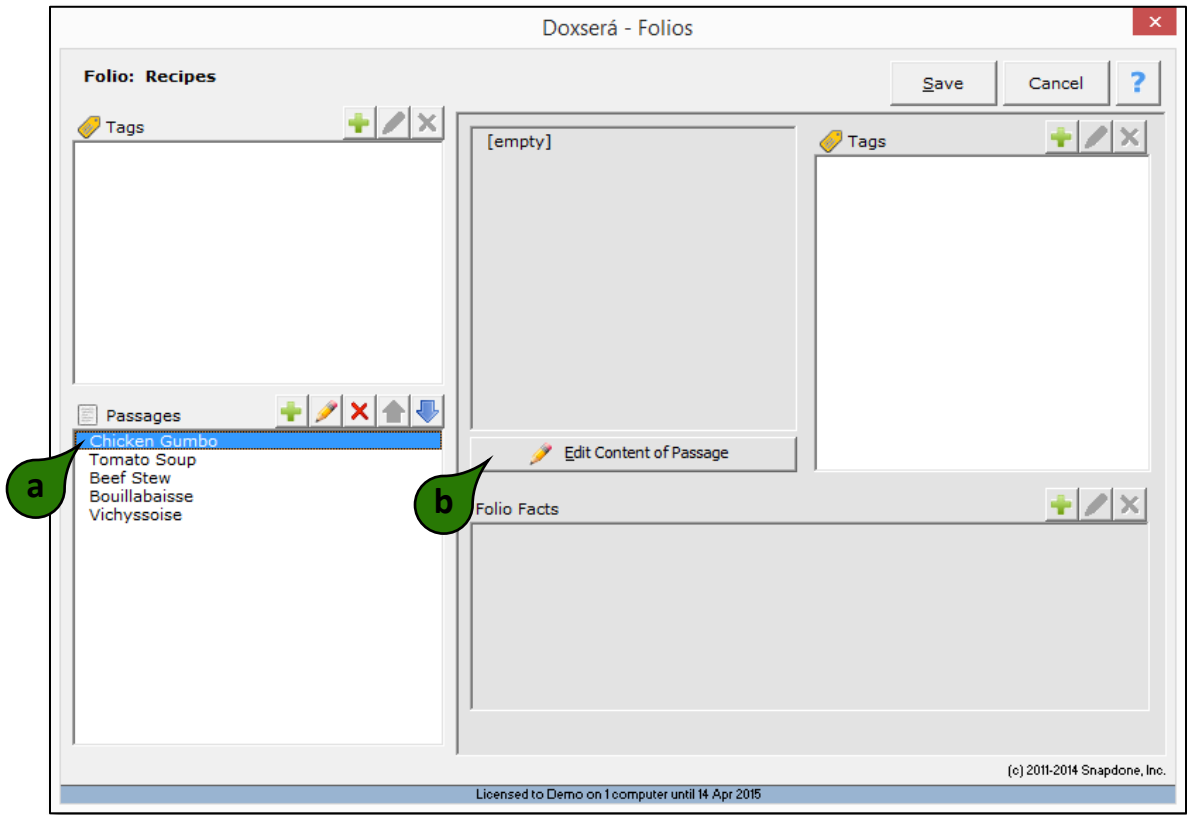 Doxserá - Folios
Folio: Recipes
Save
Cancel
?
Tags
[empty]
Tags
Passages
Chicken Gumbo
Tomato Soup
Beef Stew
Bouillabaisse
Vichyssoise
a
Edit Content of Passage
b
Folio Facts
(c) 2011-2014 Snapdone, Inc.
Licensed to Demo on 1 computer until 14 Apr 2015